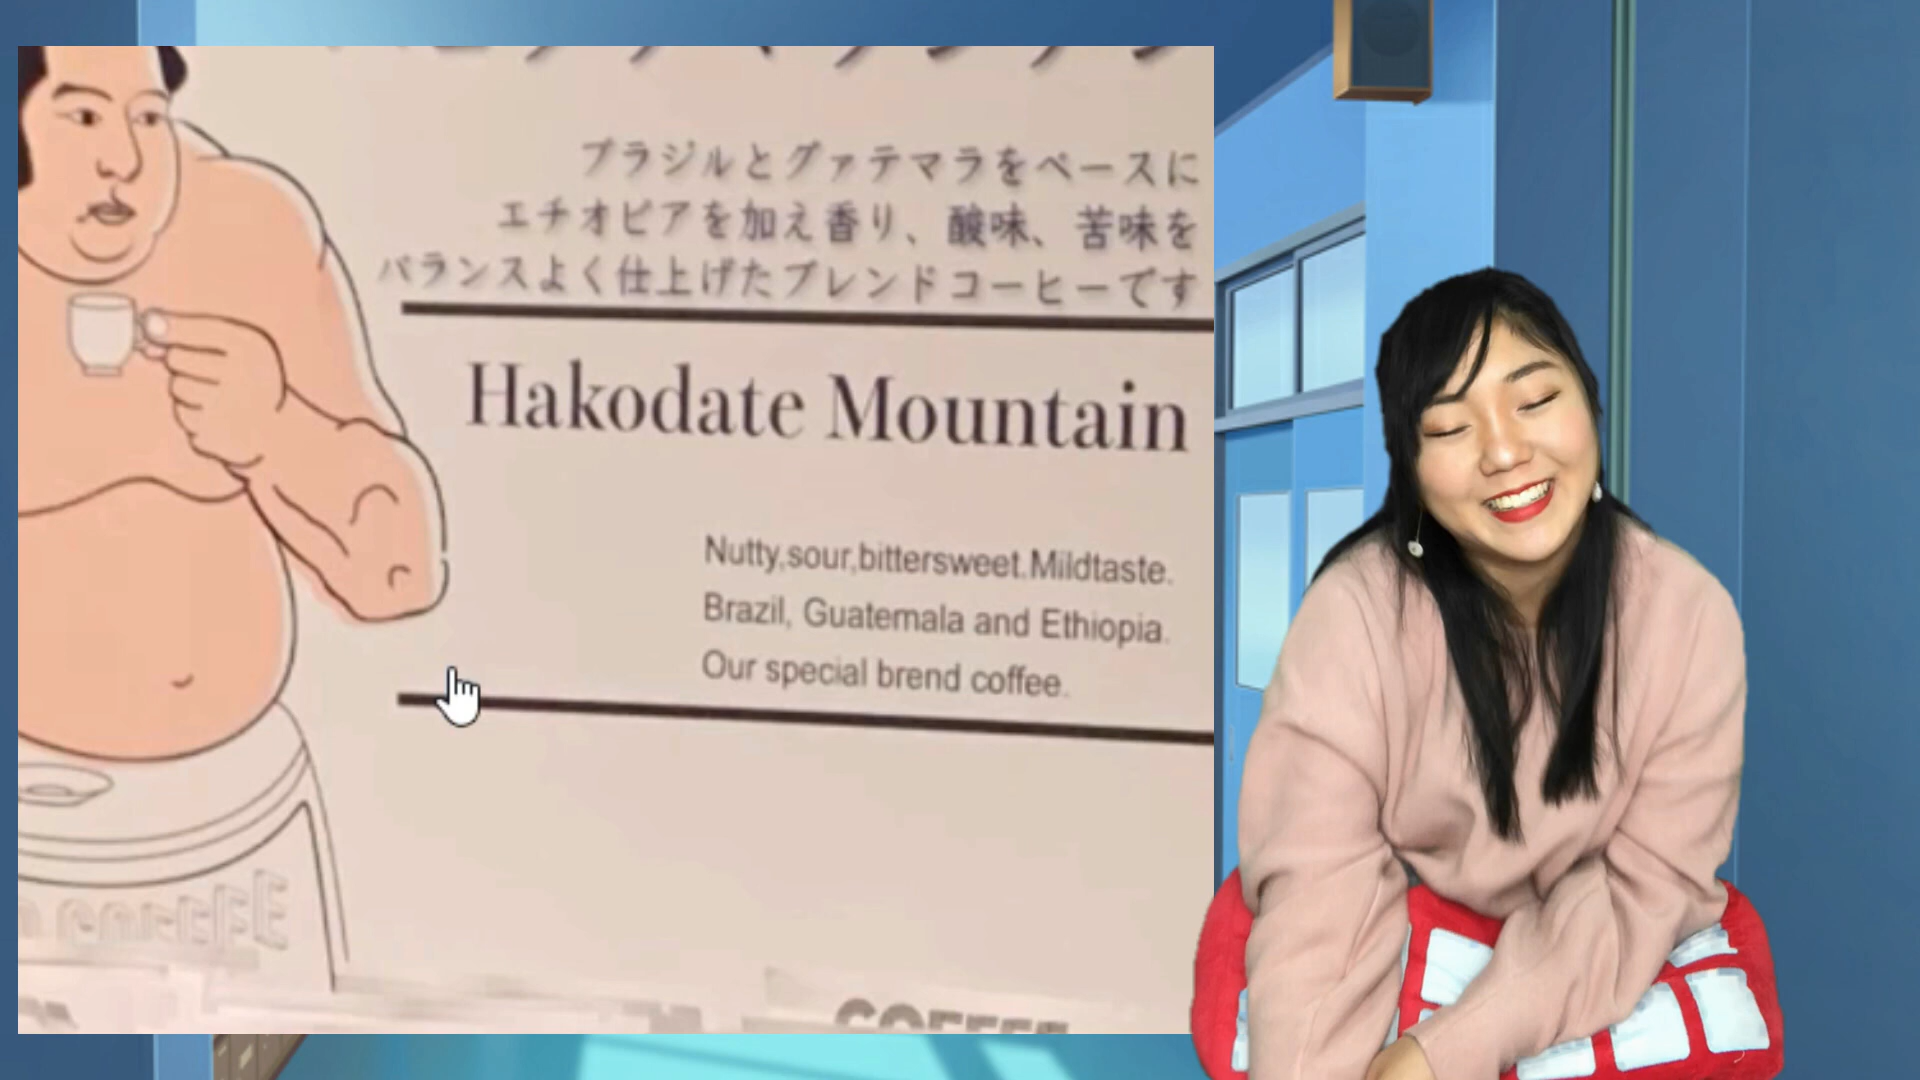 ブラジルとグァテマラをベースに
エチオピアを加え香り、酸味、苦味を
バランスよく仕上げたブレンドコーヒーです
Hakodate Mountain
Nutty,sour,bittersweet.Mildtaste.
Brazil, Guatemala and Ethiopia.
Our special brend coffee.
COFFEE